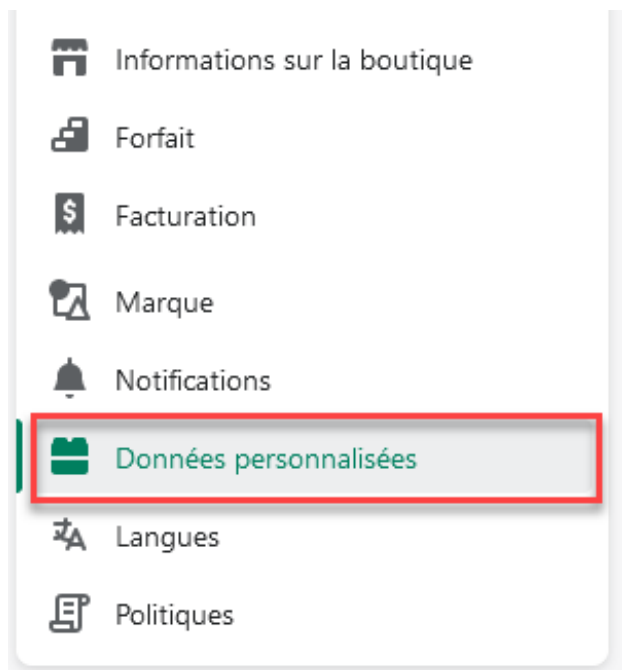 Informations sur la boutique
Forfait
$
Facturation
Marque
Notifications
Données personnalisées
Langues
Politiques